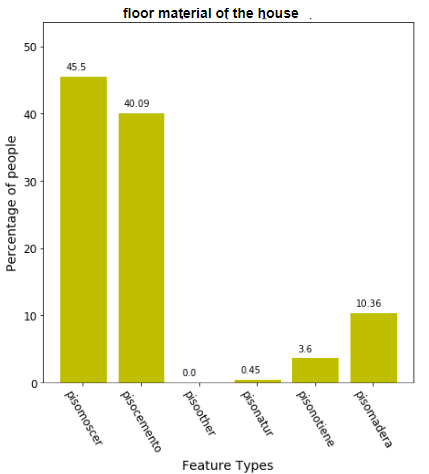 floor material of the house
50
40
30
20
10
0
Percentage of people
45.5
40.09
0.0
0.45
3.6
10.36
pisomoscer
pisocemento
pisoother
pisonatur
pisonotiene
pisomadera
Feature Types